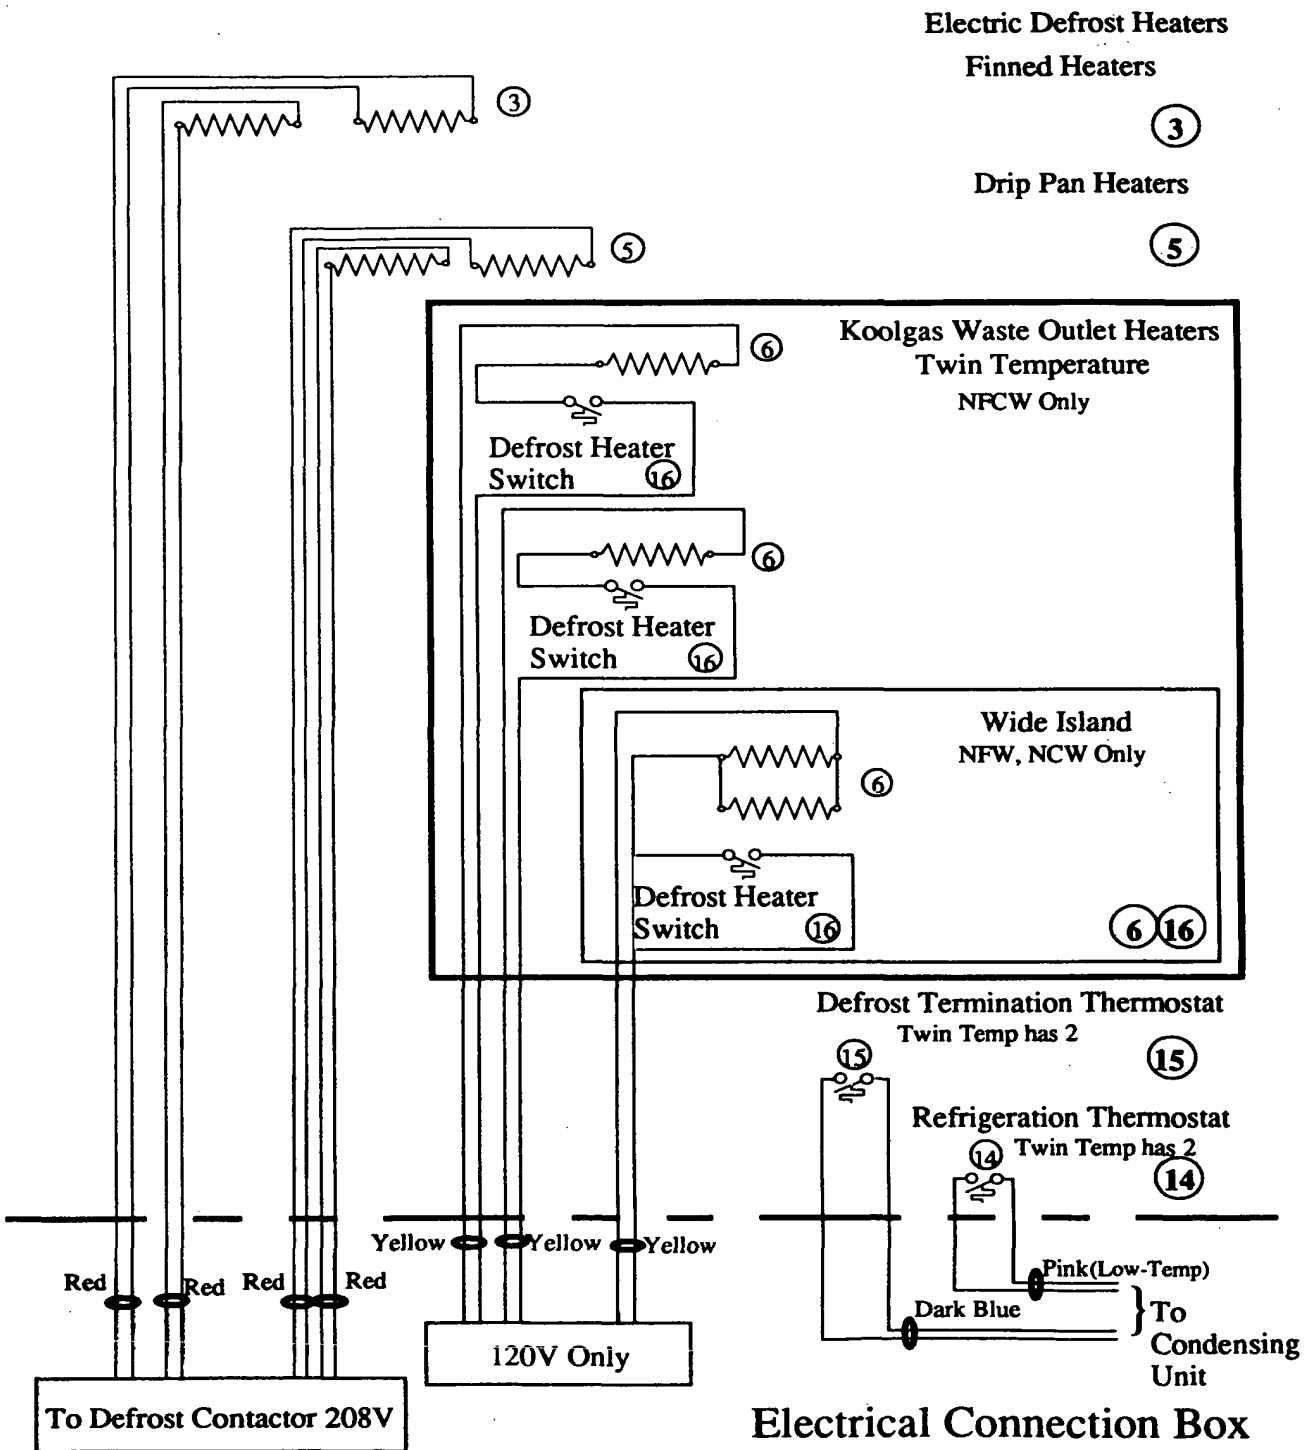 Electric Defrost Heaters
Finned Heaters
3
3
Drip Pan Heaters
5
5
Koolgas Waste Outlet Heaters
Twin Temperature
NFCW Only
6
Defrost Heater
Switch 16
6
Defrost Heater
Switch 16
Wide Island
NFW, NCW Only
6
Defrost Heater
Switch 16
6 16
Defrost Termination Thermostat
Twin Temp has 2
15
15
Refrigeration Thermostat
Twin Temp has 2
14
14
Yellow Yellow Yellow
Red Red Red Red
Pink(Low-Temp)
Dark Blue
} To
Condensing
Unit
120V Only
To Defrost Contactor 208V
Electrical Connection Box